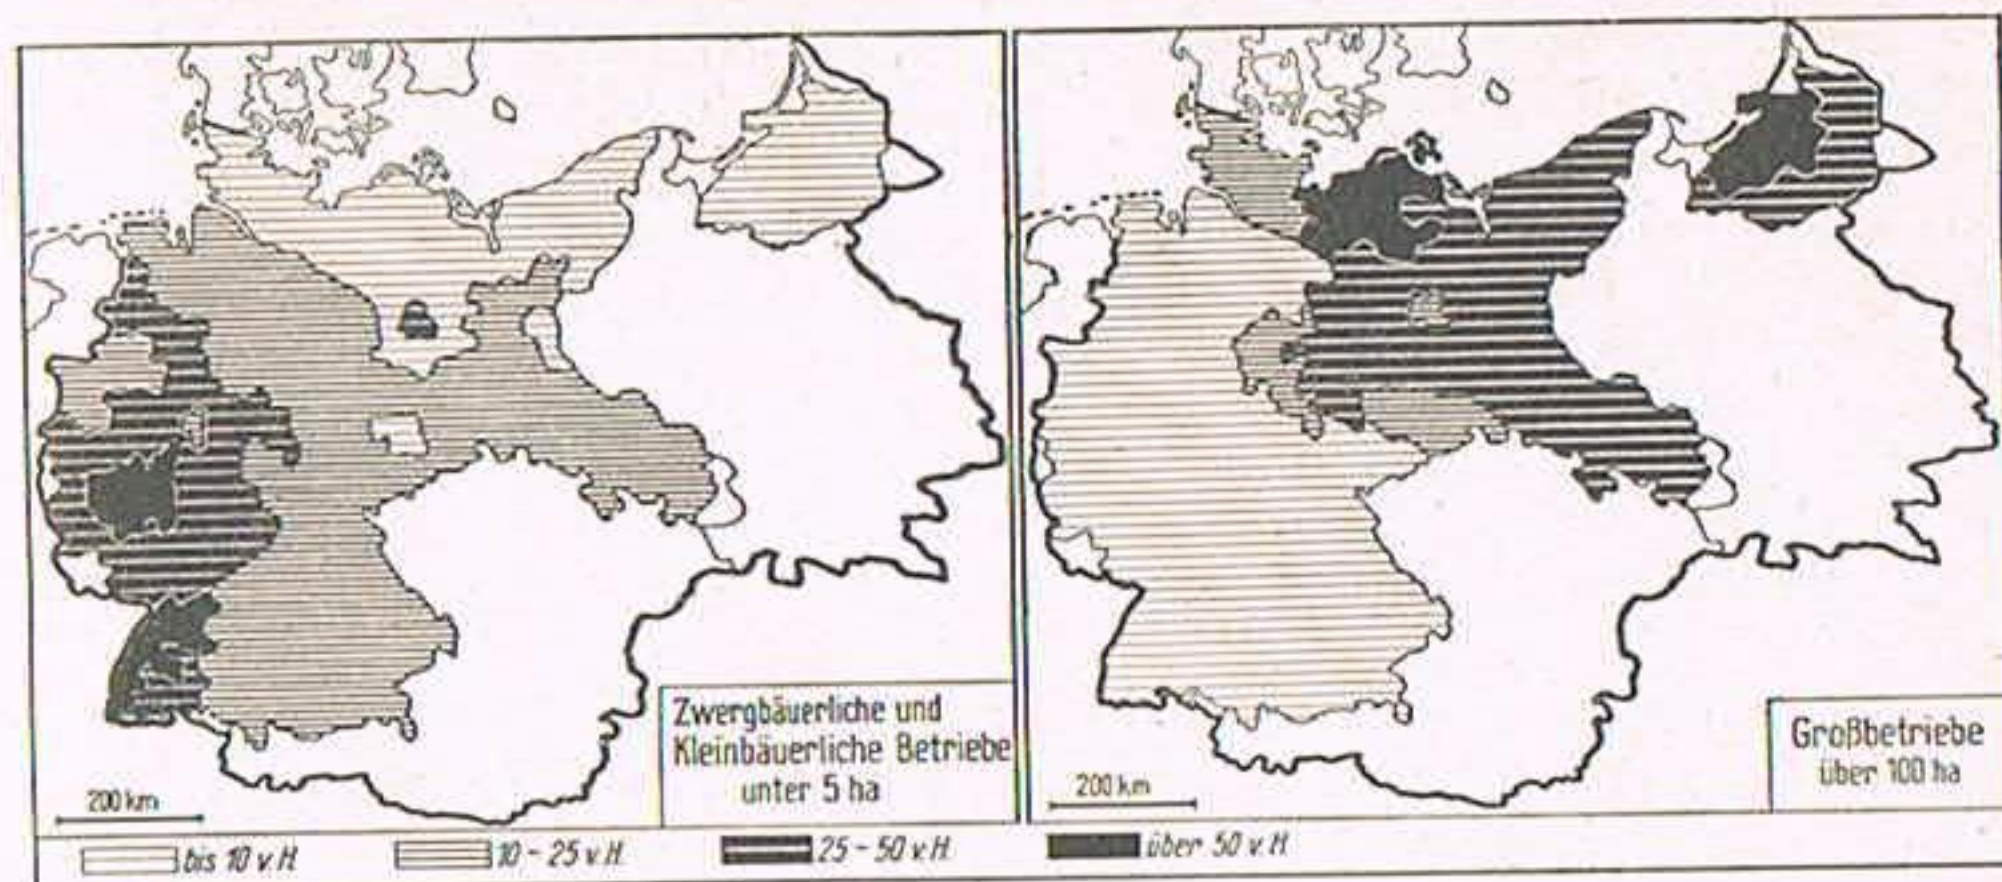 Zwergbäuerliche und
Kleinbäuerliche Betriebe
unter 5 ha
200 km
Großbetriebe
über 100 ha
200 km
bis 10 v.H.
10 - 25 v.H.
25 - 50 v.H.
über 50 v.H.